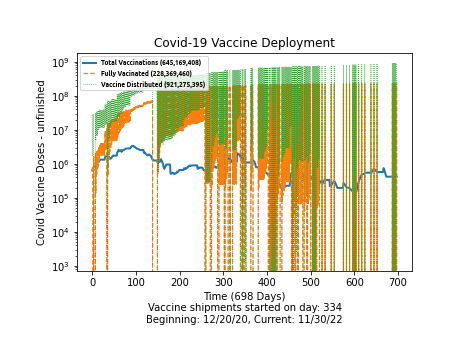 Covid-19 Vaccine Deployment
Total Vaccinations (645,169,408)
Fully Vacinated (228,369,460)
Vaccine Distributed (921,275,395)
Covid Vaccine Doses - unfinished
10⁹
10⁸
10⁷
10⁶
10⁵
10⁴
10³
0 100 200 300 400 500 600 700
Time (698 Days)
Vaccine shipments started on day: 334
Beginning: 12/20/20, Current: 11/30/22